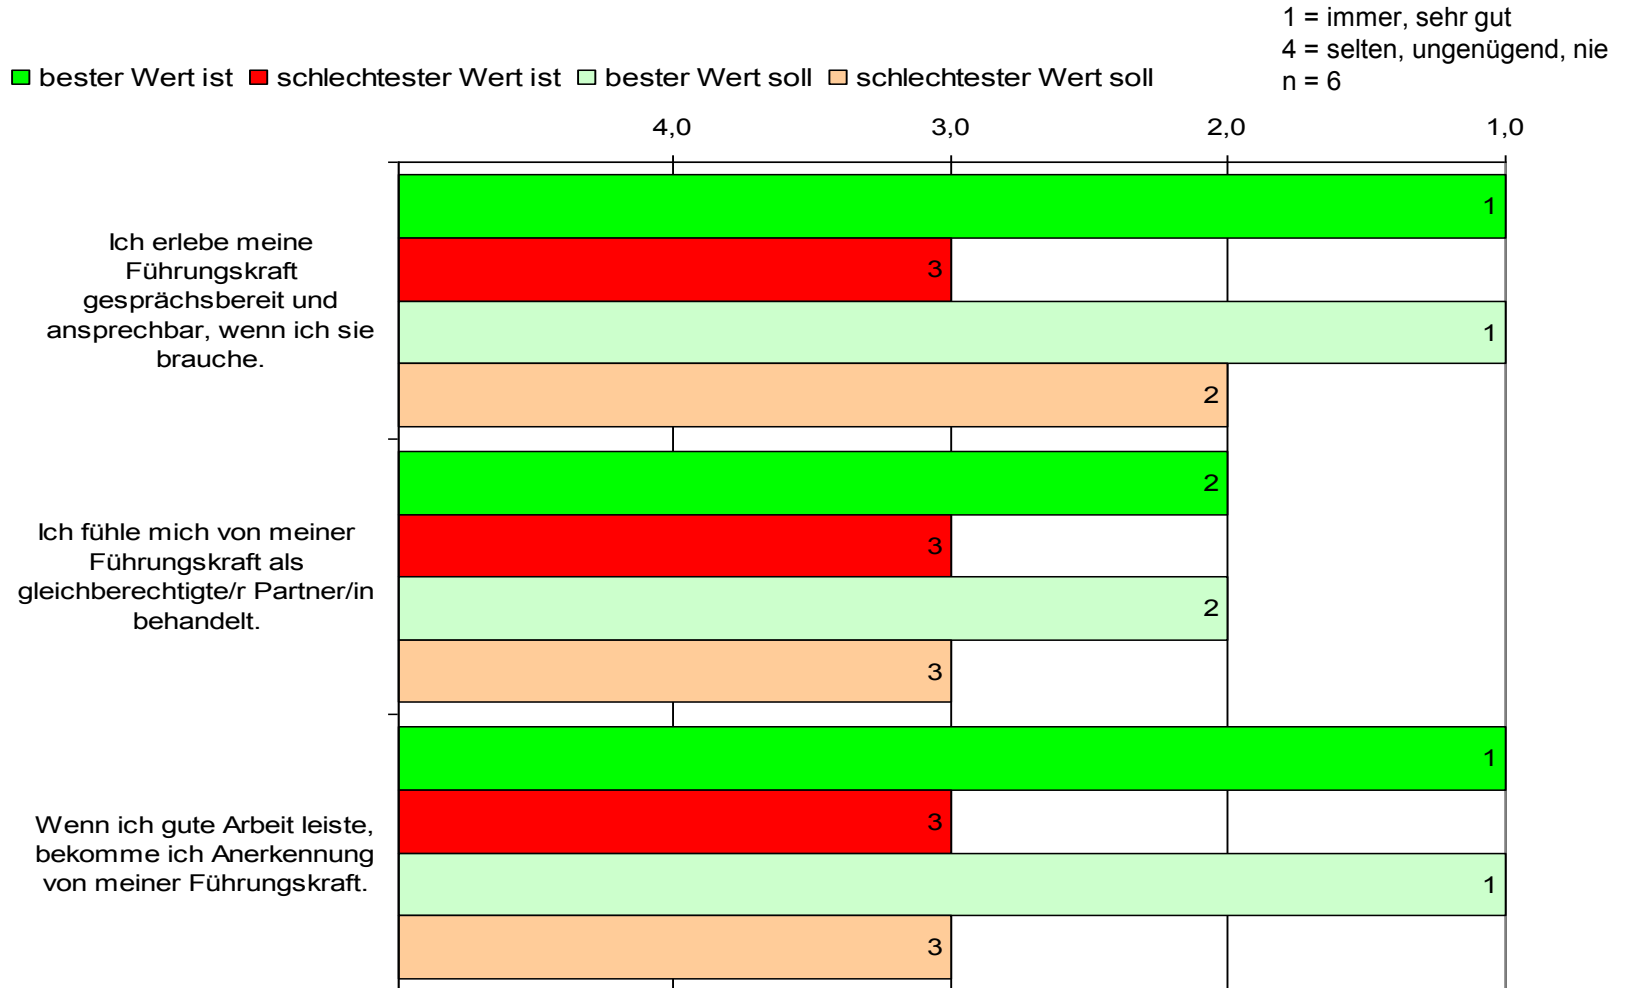 1 = immer, sehr gut
4 = selten, ungenügend, nie
n = 6
bester Wert ist schlechtester Wert ist bester Wert soll schlechtester Wert soll
4,0 3,0 2,0 1,0
Ich erlebe meine
Führungskraft
gesprächsbereit und
ansprechbar, wenn ich sie
brauche.
1
3
1
2
Ich fühle mich von meiner
Führungskraft als
gleichberechtigte/r Partner/in
behandelt.
2
3
2
3
Wenn ich gute Arbeit leiste,
bekomme ich Anerkennung
von meiner Führungskraft.
1
3
1
3